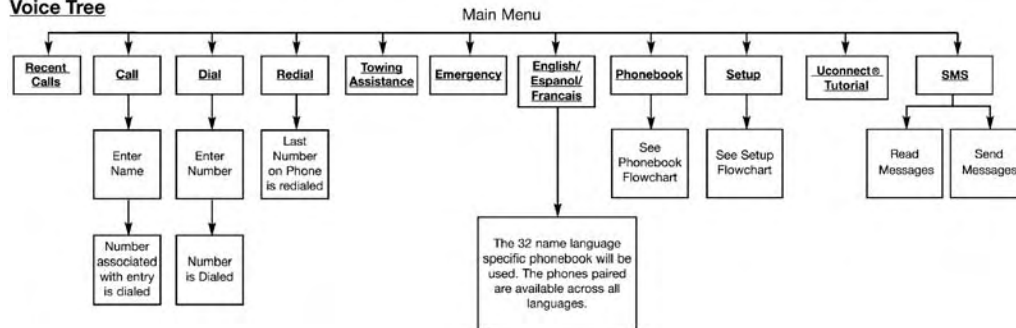 Voice Tree
Main Menu
Recent
Calls
Call
Dial
Redial
Towing
Assistance
Emergency
English/
Espanol/
Francais
Phonebook
Setup
Uconnect®
Tutorial
SMS
Enter
Name
Enter
Number
Last
Number
on Phone
is redialed
See
Phonebook
Flowchart
See Setup
Flowchart
Read
Messages
Send
Messages
Number
associated
with entry
is dialed
Number
is Dialed
The 32 name language
specific phonebook will be
used. The phones paired
are available across all
languages.